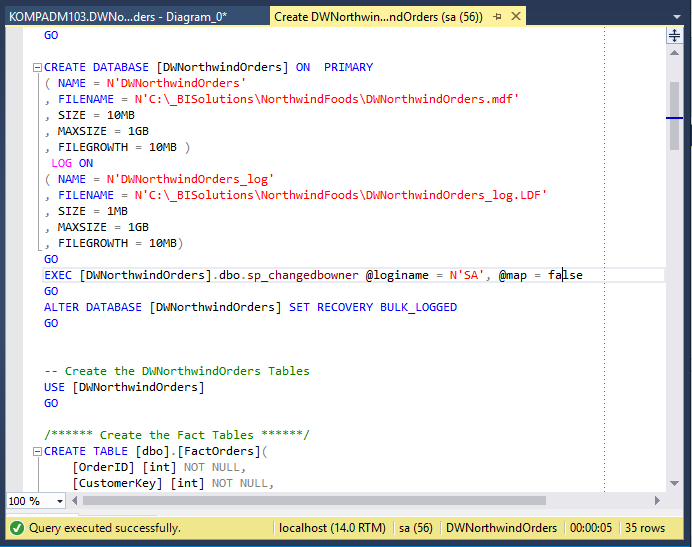 KOMPADM103.DWNo...ders - Diagram_0*
Create DWNorthwin...ndOrders (sa (56))
GO
CREATE DATABASE [DWNorthwindOrders] ON  PRIMARY
( NAME = N'DWNorthwindOrders'
, FILENAME = N'C:\_BISolutions\NorthwindFoods\DWNorthwindOrders.mdf'
, SIZE = 10MB
, MAXSIZE = 1GB
, FILEGROWTH = 10MB )
LOG ON
( NAME = N'DWNorthwindOrders_log'
, FILENAME = N'C:\_BISolutions\NorthwindFoods\DWNorthwindOrders_log.LDF'
, SIZE = 1MB
, MAXSIZE = 1GB
, FILEGROWTH = 10MB)
GO
EXEC [DWNorthwindOrders].dbo.sp_changedbowner @loginame = N'SA', @map = false
GO
ALTER DATABASE [DWNorthwindOrders] SET RECOVERY BULK_LOGGED
GO
-- Create the DWNorthwindOrders Tables
USE [DWNorthwindOrders]
GO
/****** Create the Fact Tables ******/
CREATE TABLE [dbo].[FactOrders](
[OrderID] [int] NOT NULL,
[CustomerKey] [int] NOT NULL,
100 %
Query executed successfully.
localhost (14.0 RTM)
sa (56)
DWNorthwindOrders
00:00:05
35 rows